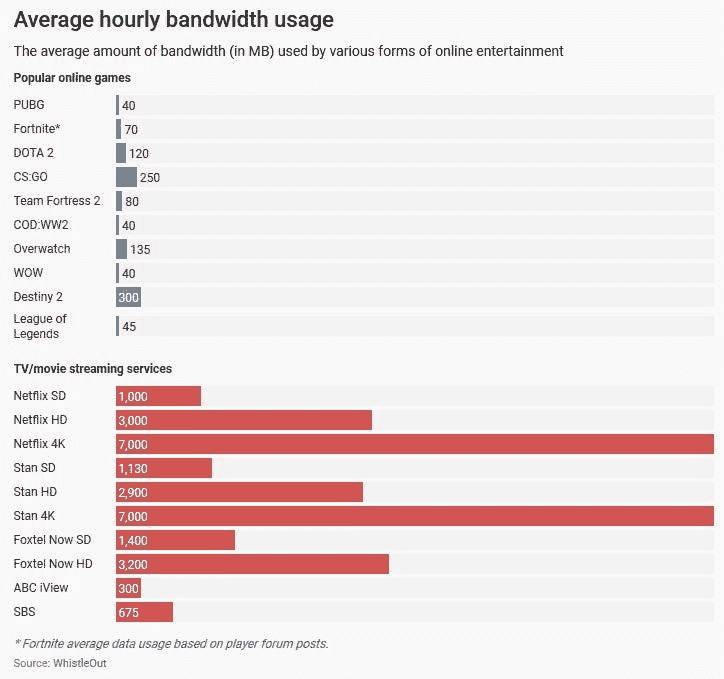 Average hourly bandwidth usage
The average amount of bandwidth (in MB) used by various forms of online entertainment
Popular online games
PUBG 40
Fortnite* 70
DOTA 2 120
CS:GO 250
Team Fortress 2 80
COD:WW2 40
Overwatch 135
WOW 40
Destiny 2 300
League of
Legends 45
TV/movie streaming services
Netflix SD 1,000
Netflix HD 3,000
Netflix 4K 7,000
Stan SD 1,130
Stan HD 2,900
Stan 4K 7,000
Foxtel Now SD 1,400
Foxtel Now HD 3,200
ABC iView 300
SBS 675
* Fortnite average data usage based on player forum posts.
Source: WhistleOut